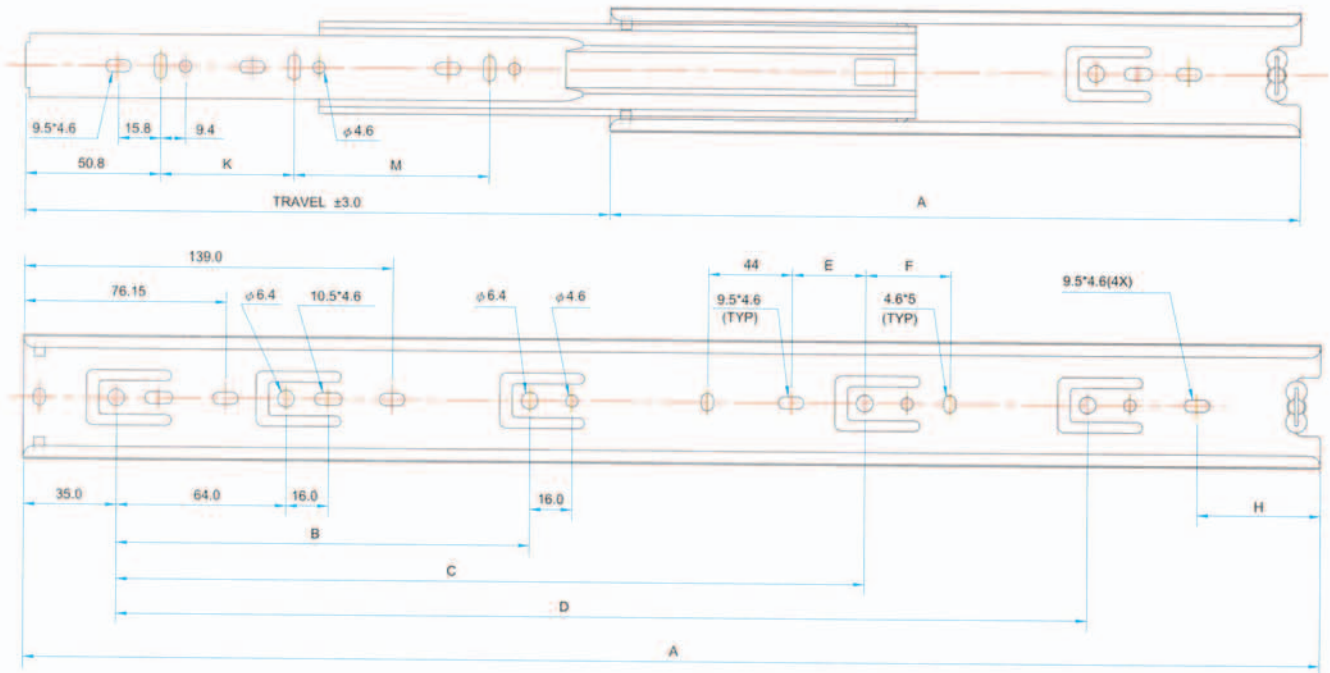 9.5*4.6
15.8
9.4
ϕ4.6
50.8
K
M
TRAVEL ±3.0
A
139.0
76.15
ϕ6.4
10.5*4.6
ϕ6.4
ϕ4.6
44
E
F
9.5*4.6
(TYP)
4.6*5
(TYP)
9.5*4.6(4X)
35.0
64.0
16.0
16.0
H
B
C
D
A